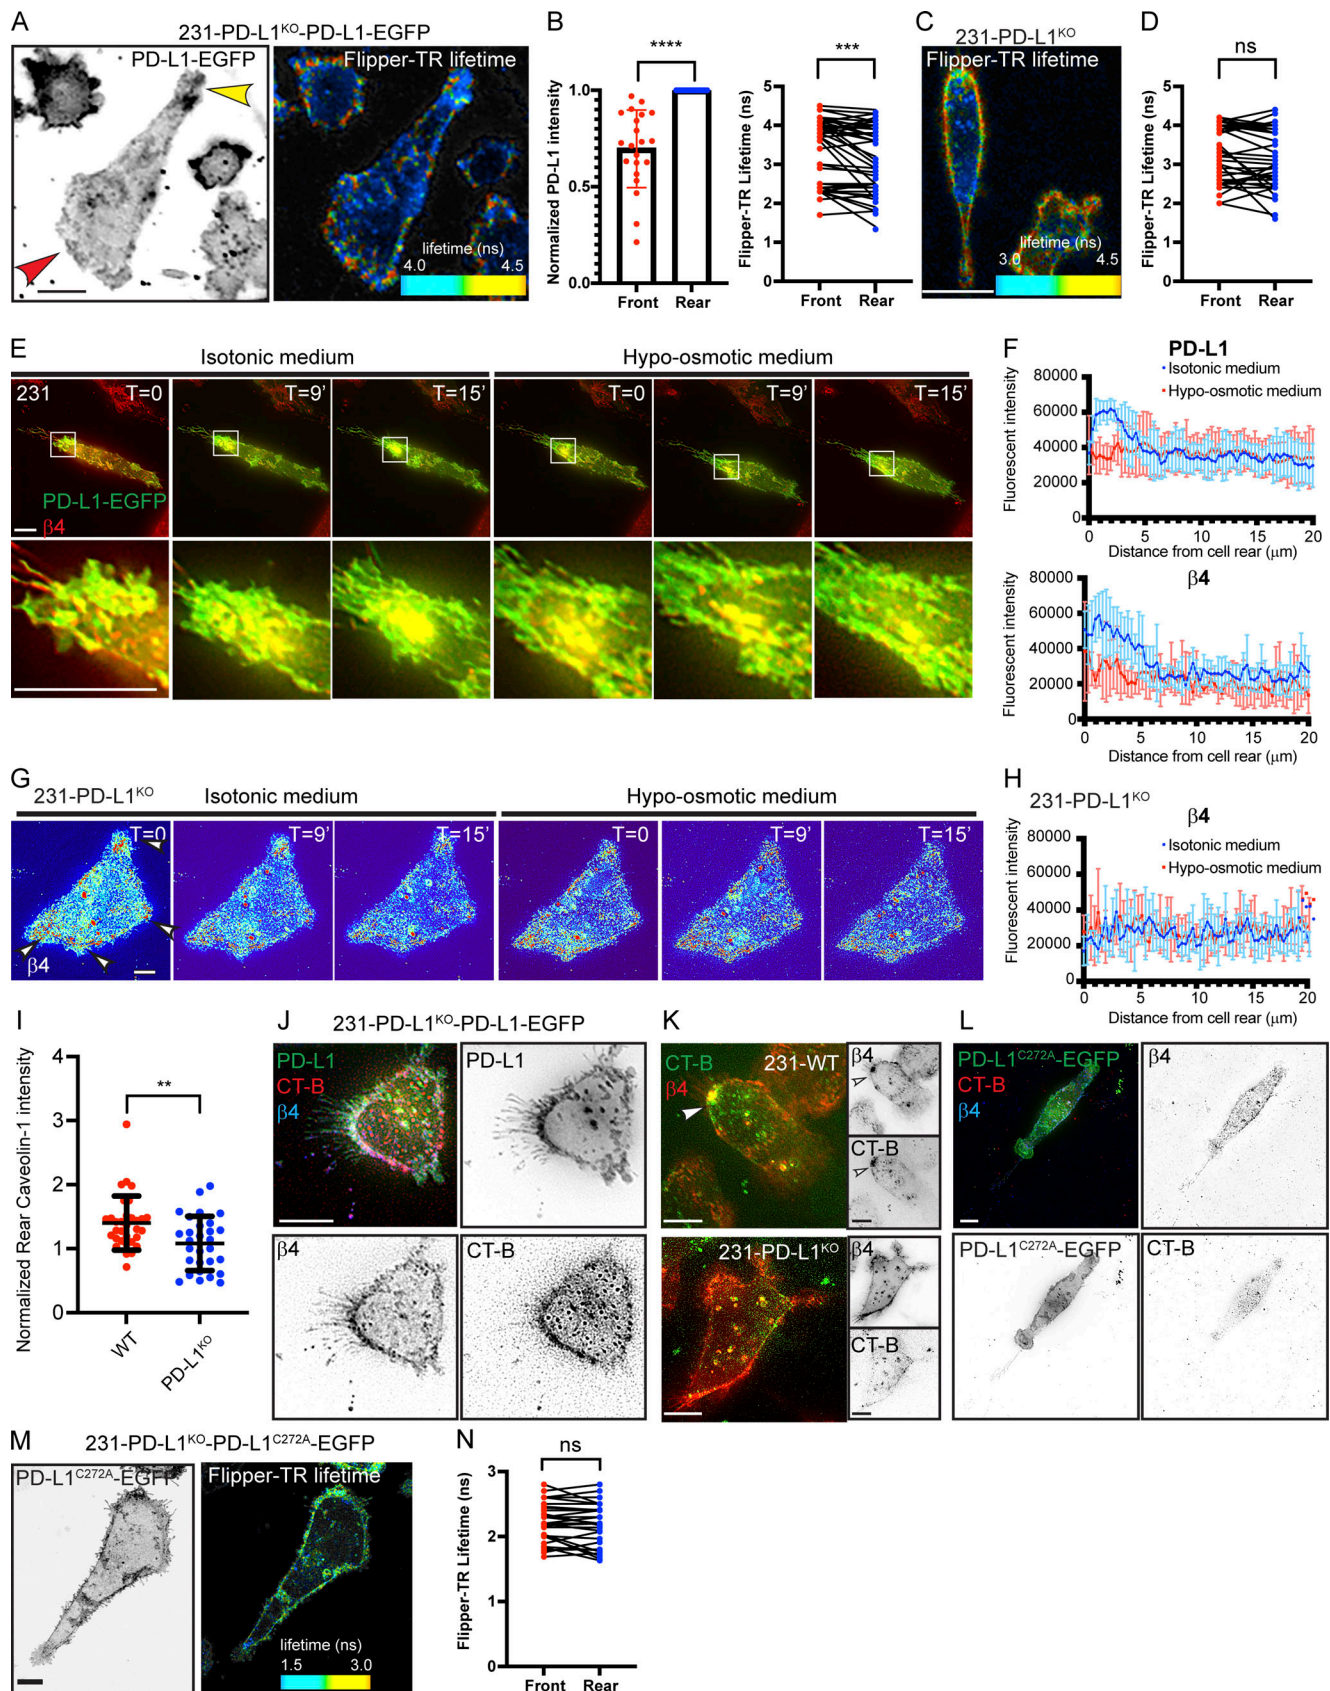 A
231-PD-L1KO-PD-L1-EGFP
PD-L1-EGFP
Flipper-TR lifetime
lifetime (ns)
4.0 4.5
B
****
Normalized PD-L1 intensity
1.0
0.5
0.0
Front Rear
***
Flipper-TR Lifetime (ns)
5
4
3
2
1
0
Front Rear
C
231-PD-L1KO
Flipper-TR lifetime
lifetime (ns)
3.0 4.5
D
ns
Flipper-TR Lifetime (ns)
5
4
3
2
1
0
Front Rear
E
Isotonic medium
Hypo-osmotic medium
231 T=0
T=9'
T=15'
T=0
T=9'
T=15'
PD-L1-EGFP
β4
F
PD-L1
Isotonic medium
Hypo-osmotic medium
Fluorescent intensity
80000
60000
40000
20000
0
0 5 10 15 20
Distance from cell rear (μm)
β4
Fluorescent intensity
80000
60000
40000
20000
0
0 5 10 15 20
Distance from cell rear (μm)
G
231-PD-L1KO
Isotonic medium
Hypo-osmotic medium
T=0
T=9'
T=15'
T=0
T=9'
T=15'
β4
H
231-PD-L1KO
β4
Isotonic medium
Hypo-osmotic medium
Fluorescent intensity
80000
60000
40000
20000
0
0 5 10 15 20
Distance from cell rear (μm)
I
**
Normalized Rear Caveolin-1 intensity
4
3
2
1
0
WT
PD-L1KO
J
231-PD-L1KO-PD-L1-EGFP
PD-L1
CT-B
β4
PD-L1
β4
CT-B
K
CT-B
β4
231-WT
β4
CT-B
231-PD-L1KO
β4
CT-B
L
PD-L1C272A-EGFP
CT-B
β4
β4
PD-L1C272A-EGFP
CT-B
M
231-PD-L1KO-PD-L1C272A-EGFP
PD-L1C272A-EGFP
Flipper-TR lifetime
lifetime (ns)
1.5 3.0
N
ns
Flipper-TR Lifetime (ns)
3
2
1
0
Front Rear